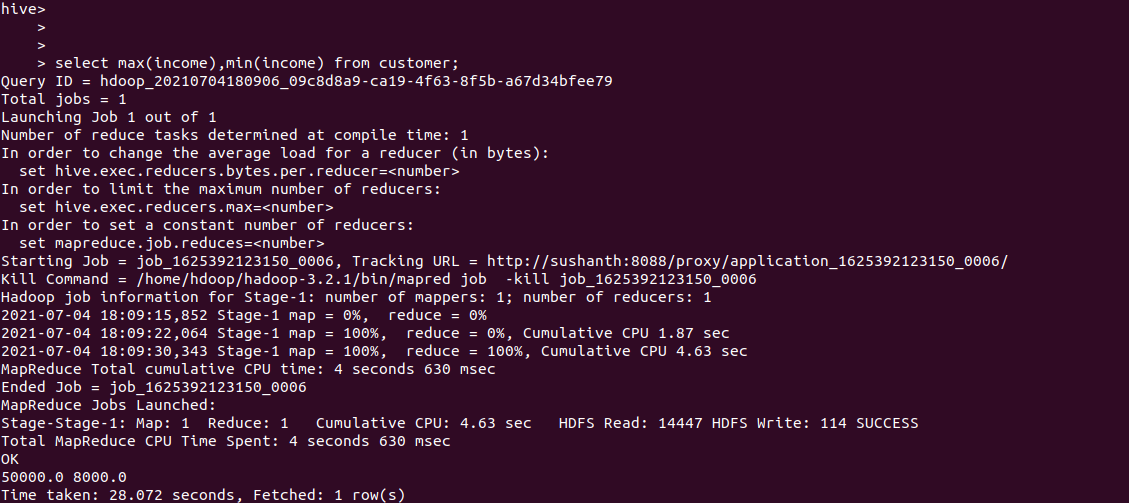 hive>
    >
    >
    > select max(income),min(income) from customer;
Query ID = hdoop_20210704180906_09c8d8a9-ca19-4f63-8f5b-a67d34bfee79
Total jobs = 1
Launching Job 1 out of 1
Number of reduce tasks determined at compile time: 1
In order to change the average load for a reducer (in bytes):
  set hive.exec.reducers.bytes.per.reducer=<number>
In order to limit the maximum number of reducers:
  set hive.exec.reducers.max=<number>
In order to set a constant number of reducers:
  set mapreduce.job.reduces=<number>
Starting Job = job_1625392123150_0006, Tracking URL = http://sushanth:8088/proxy/application_1625392123150_0006/
Kill Command = /home/hdoop/hadoop-3.2.1/bin/mapred job  -kill job_1625392123150_0006
Hadoop job information for Stage-1: number of mappers: 1; number of reducers: 1
2021-07-04 18:09:15,852 Stage-1 map = 0%,  reduce = 0%
2021-07-04 18:09:22,064 Stage-1 map = 100%,  reduce = 0%, Cumulative CPU 1.87 sec
2021-07-04 18:09:30,343 Stage-1 map = 100%,  reduce = 100%, Cumulative CPU 4.63 sec
MapReduce Total cumulative CPU time: 4 seconds 630 msec
Ended Job = job_1625392123150_0006
MapReduce Jobs Launched:
Stage-Stage-1: Map: 1  Reduce: 1   Cumulative CPU: 4.63 sec   HDFS Read: 14447 HDFS Write: 114 SUCCESS
Total MapReduce CPU Time Spent: 4 seconds 630 msec
OK
50000.0 8000.0
Time taken: 28.072 seconds, Fetched: 1 row(s)